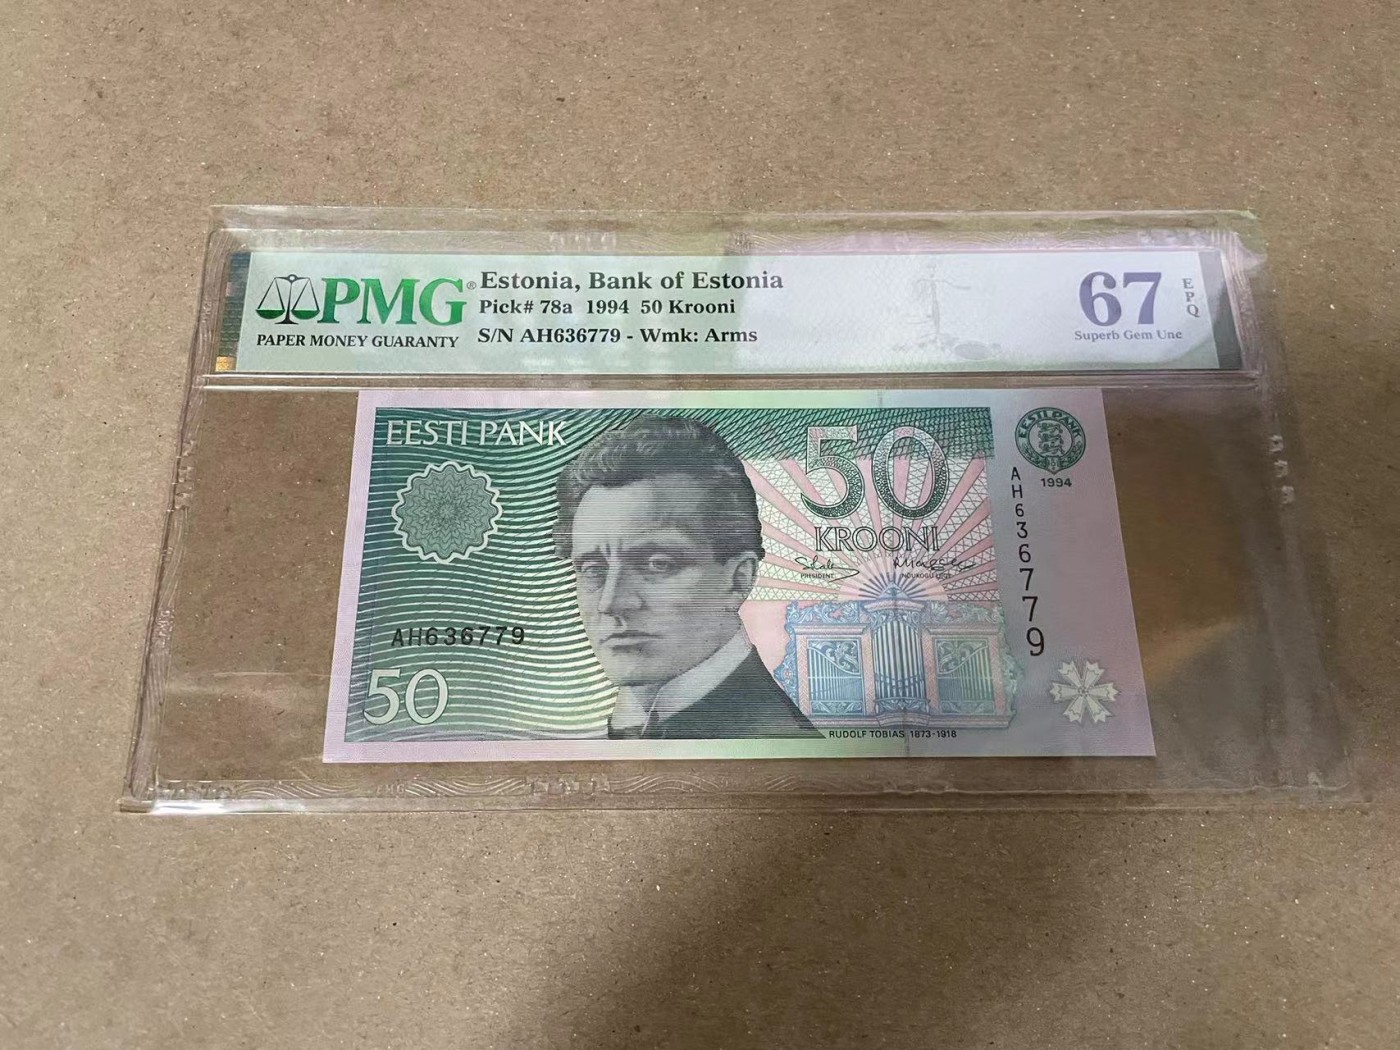 PMG®
PAPER MONEY GUARANTY
Estonia, Bank of Estonia
Pick# 78a 1994 50 Krooni
S/N AH636779 - Wmk: Arms
67
EPQ
Superb Gem Unc
EESTI PANK
50
KROONI
PRESIDENT
EESTI PANK
1994
AH636779
AH636779
50
RUDOLF TOBIAS 1873-1918